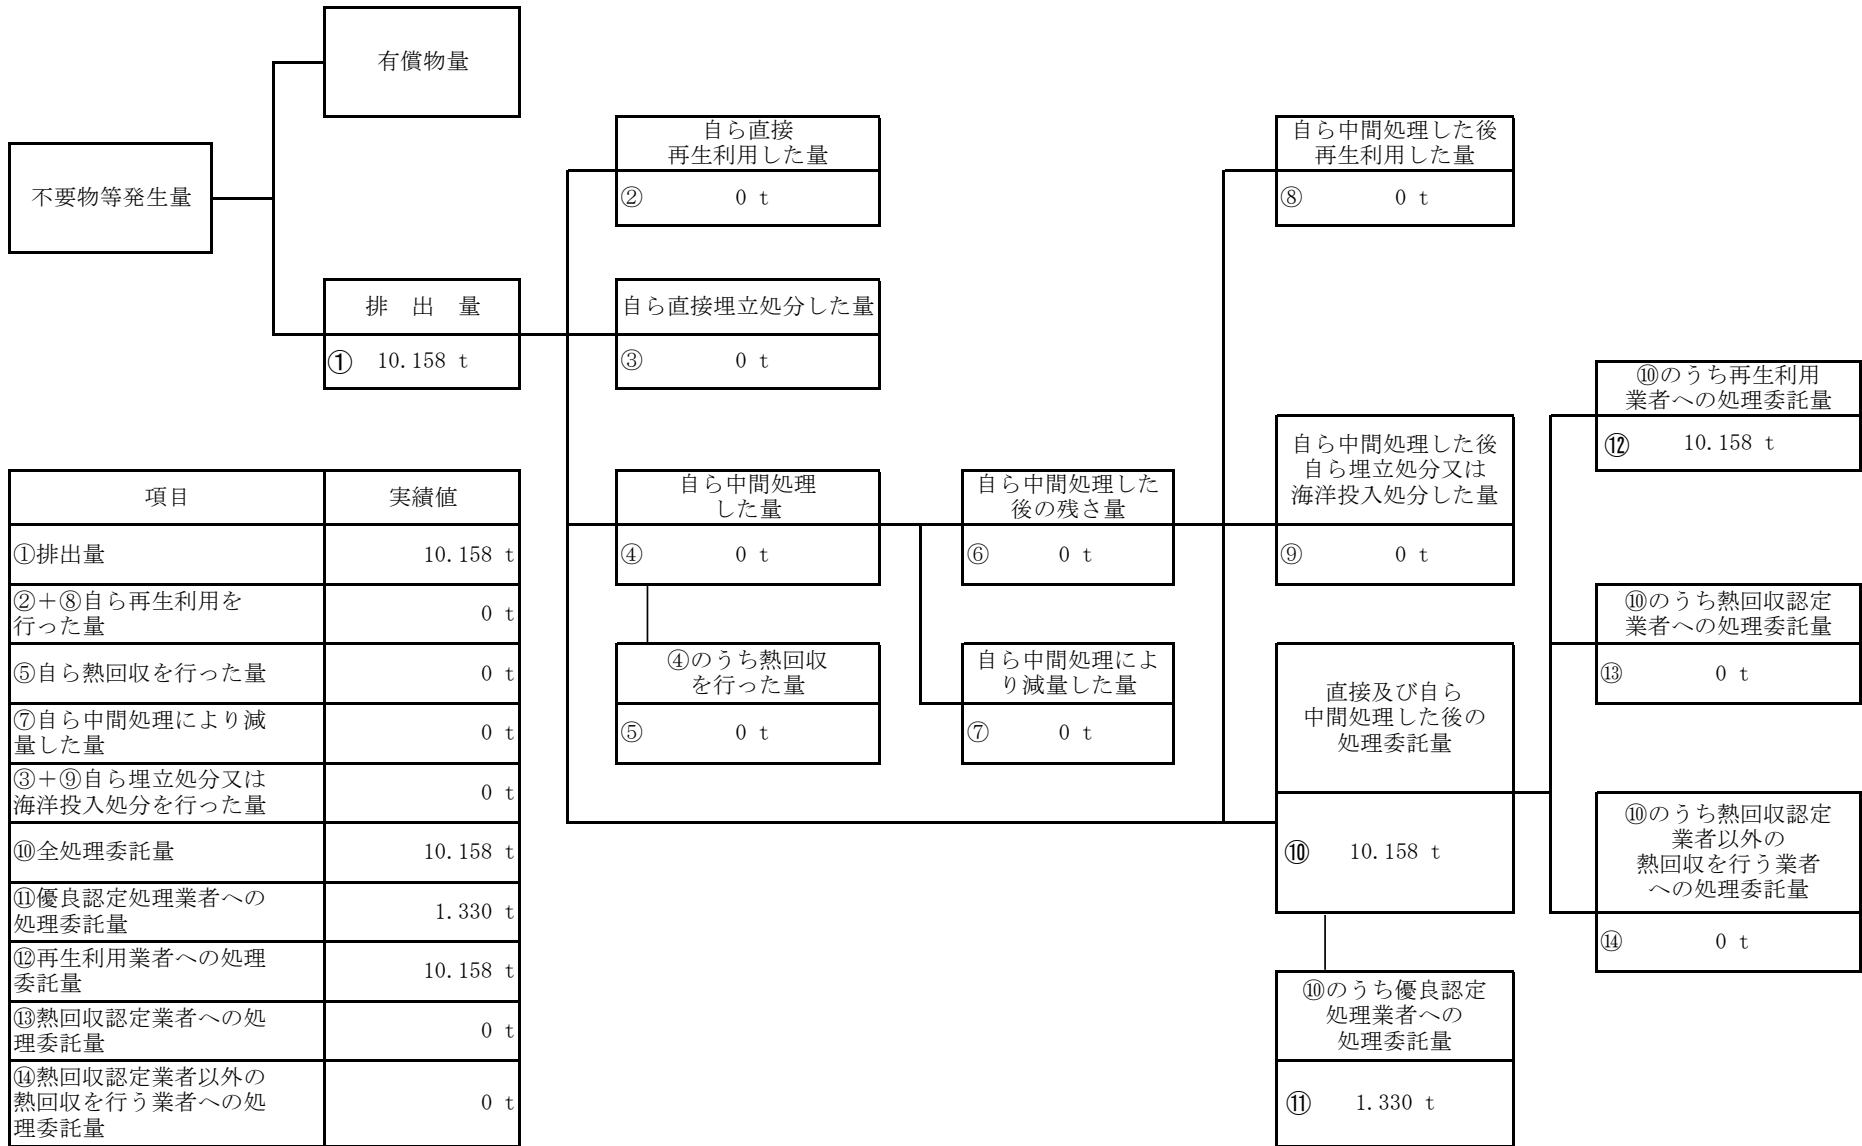 有償物量
不要物等発生量
排　出　量
① 10.158 t
自ら直接
再生利用した量
② 0 t
自ら直接埋立処分した量
③ 0 t
自ら中間処理
した量
④ 0 t
④のうち熱回収
を行った量
⑤ 0 t
自ら中間処理した
後の残さ量
⑥ 0 t
自ら中間処理によ
り減量した量
⑦ 0 t
自ら中間処理した後
再生利用した量
⑧ 0 t
自ら中間処理した後
自ら埋立処分又は
海洋投入処分した量
⑨ 0 t
直接及び自ら
中間処理した後の
処理委託量
⑩ 10.158 t
⑩のうち優良認定
処理業者への
処理委託量
⑪ 1.330 t
⑩のうち再生利用
業者への処理委託量
⑫ 10.158 t
⑩のうち熱回収認定
業者への処理委託量
⑬ 0 t
⑩のうち熱回収認定
業者以外の
熱回収を行う業者
への処理委託量
⑭ 0 t
項目 実績値
①排出量 10.158 t
②＋⑧自ら再生利用を
行った量 0 t
⑤自ら熱回収を行った量 0 t
⑦自ら中間処理により減
量した量 0 t
③＋⑨自ら埋立処分又は
海洋投入処分を行った量 0 t
⑩全処理委託量 10.158 t
⑪優良認定処理業者への
処理委託量 1.330 t
⑫再生利用業者への処理
委託量 10.158 t
⑬熱回収認定業者への処
理委託量 0 t
⑭熱回収認定業者以外の
熱回収を行う業者への処
理委託量 0 t